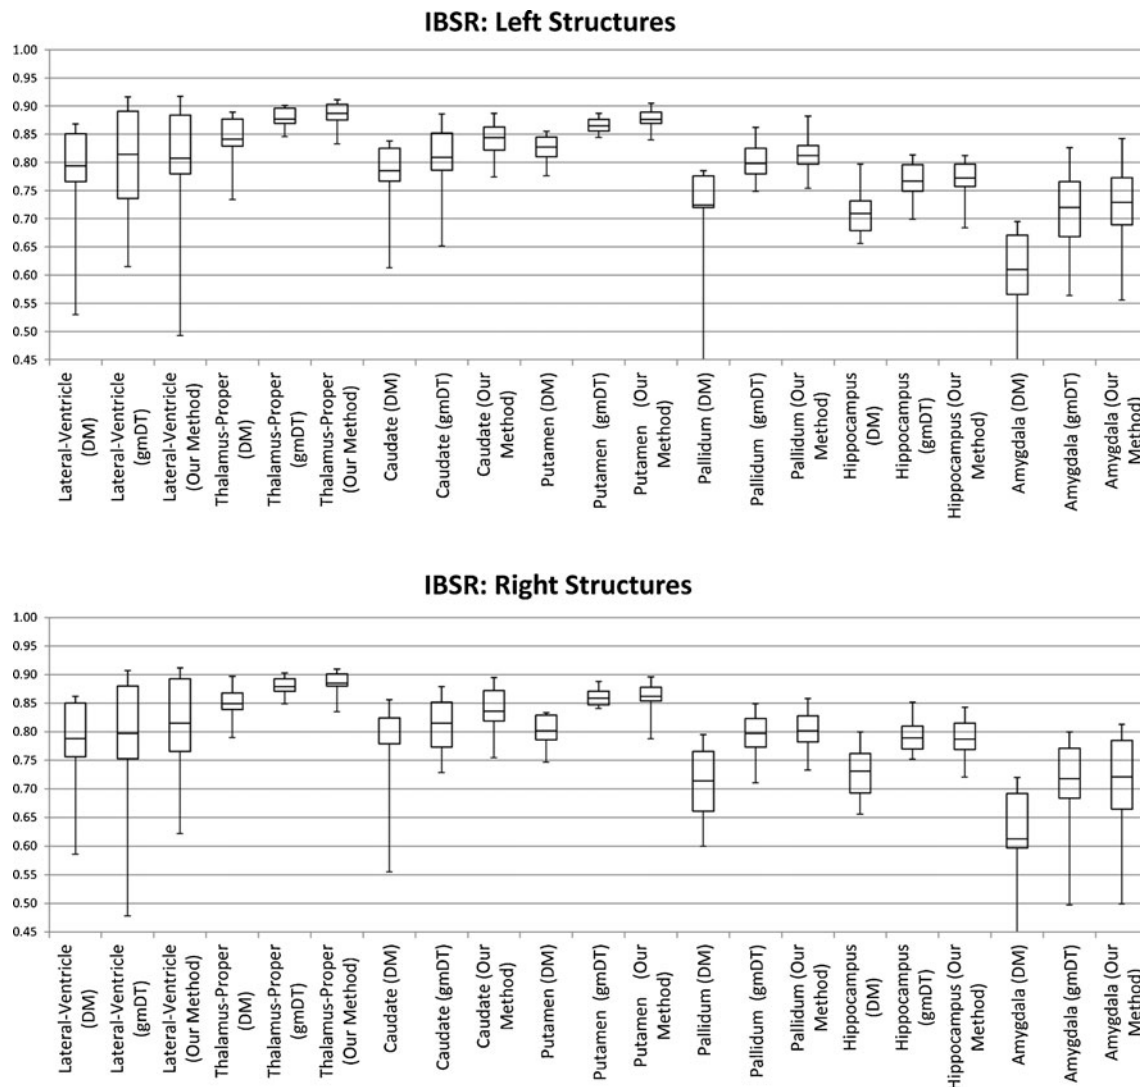 IBSR: Left Structures
1.00
0.95
0.90
0.85
0.80
0.75
0.70
0.65
0.60
0.55
0.50
0.45
Lateral-Ventricle
(DM)
Lateral-Ventricle
(gmDT)
Lateral-Ventricle
(Our Method)
Thalamus-Proper
(DM)
Thalamus-Proper
(gmDT)
Thalamus-Proper
(Our Method)
Caudate (DM)
Caudate (gmDT)
Caudate (Our
Method)
Putamen (DM)
Putamen (gmDT)
Putamen (Our
Method)
Pallidum (DM)
Pallidum (gmDT)
Pallidum (Our
Method)
Hippocampus
(DM)
Hippocampus
(gmDT)
Hippocampus (Our
Method)
Amygdala (DM)
Amygdala (gmDT)
Amygdala (Our
Method)
IBSR: Right Structures
1.00
0.95
0.90
0.85
0.80
0.75
0.70
0.65
0.60
0.55
0.50
0.45
Lateral-Ventricle
(DM)
Lateral-Ventricle
(gmDT)
Lateral-Ventricle
(Our Method)
Thalamus-Proper
(DM)
Thalamus-Proper
(gmDT)
Thalamus-Proper
(Our Method)
Caudate (DM)
Caudate (gmDT)
Caudate (Our
Method)
Putamen (DM)
Putamen (gmDT)
Putamen (Our
Method)
Pallidum (DM)
Pallidum (gmDT)
Pallidum (Our
Method)
Hippocampus
(DM)
Hippocampus
(gmDT)
Hippocampus (Our
Method)
Amygdala (DM)
Amygdala (gmDT)
Amygdala (Our
Method)